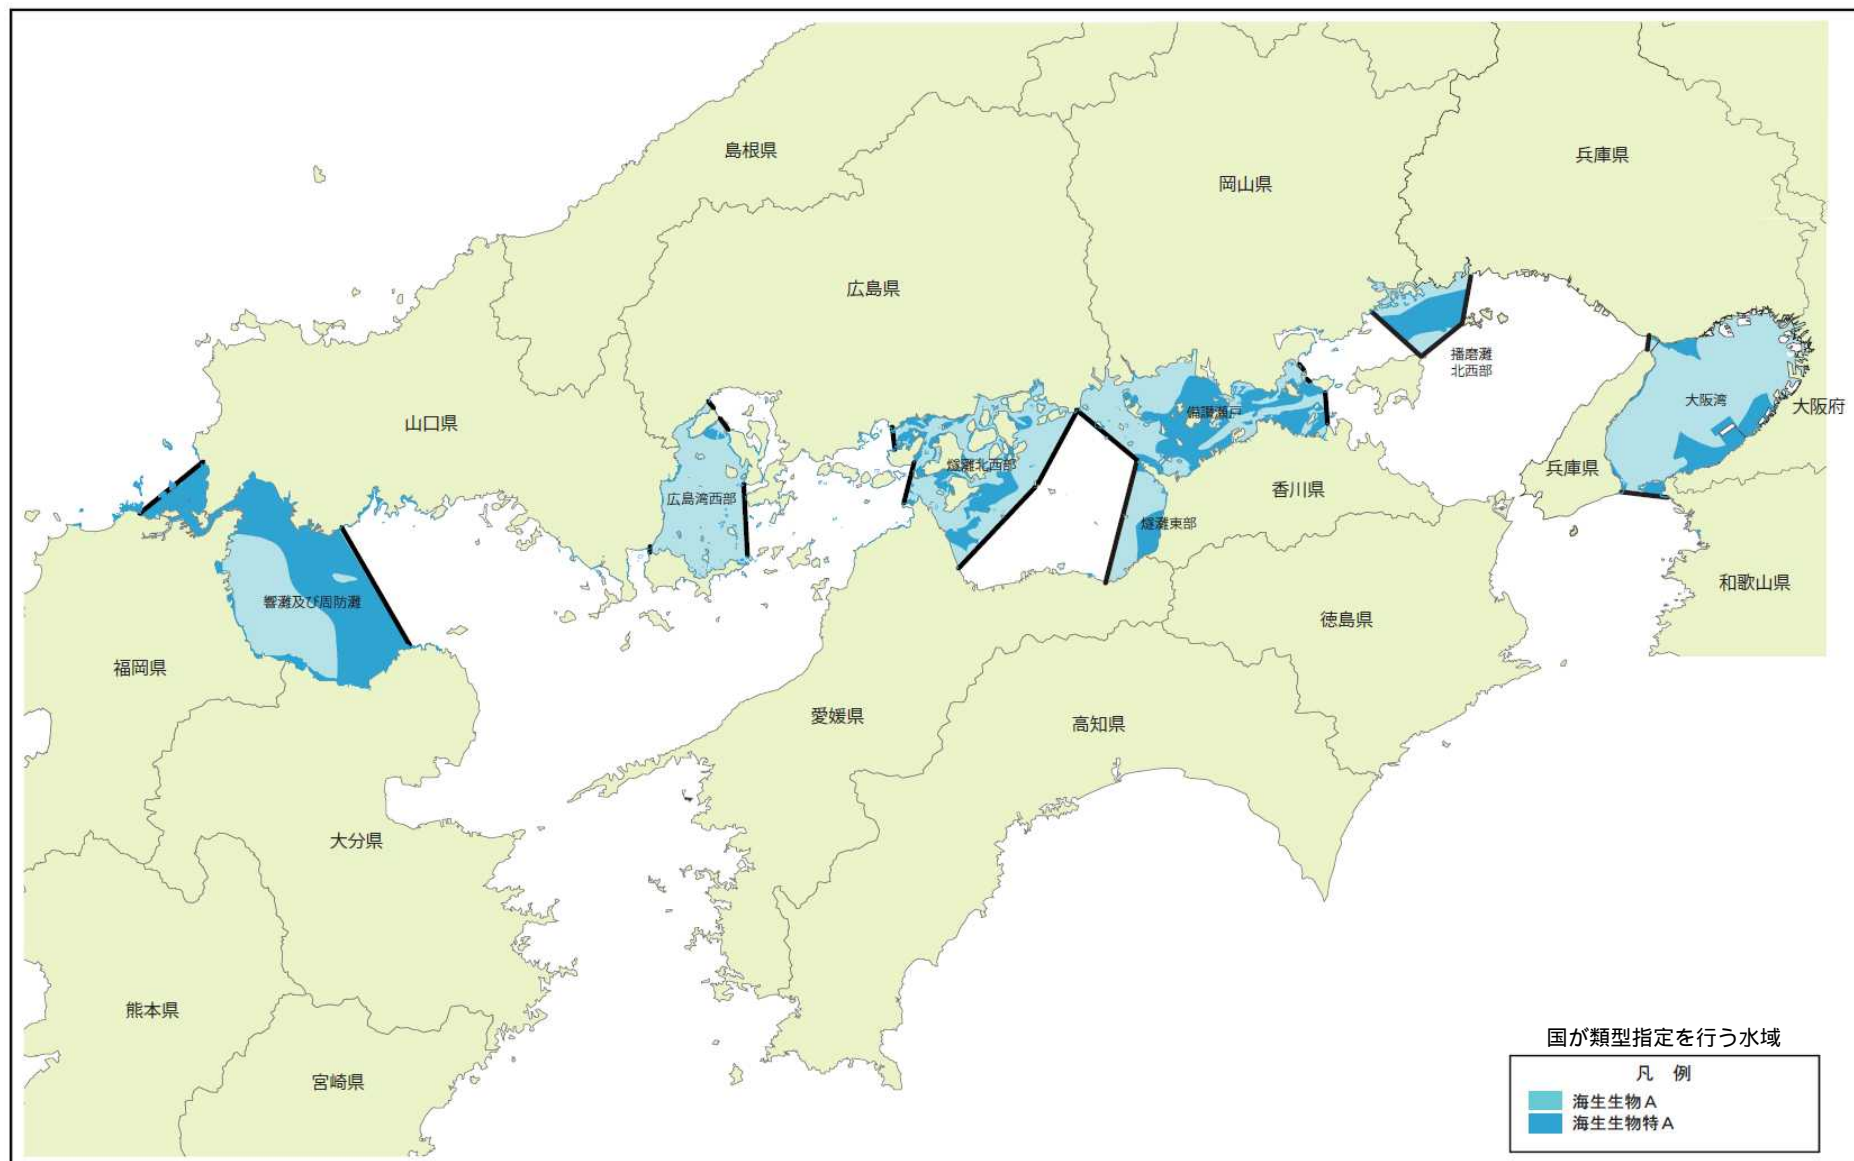 島根県
兵庫県
岡山県
広島県
播磨灘
北西部
大阪湾
大阪府
備讃瀬戸
山口県
燧灘北西部
兵庫県
香川県
広島湾西部
燧灘東部
和歌山県
響灘及び周防灘
徳島県
福岡県
愛媛県
高知県
大分県
熊本県
宮崎県
国が類型指定を行う水域
凡 例
海生生物A
海生生物特A